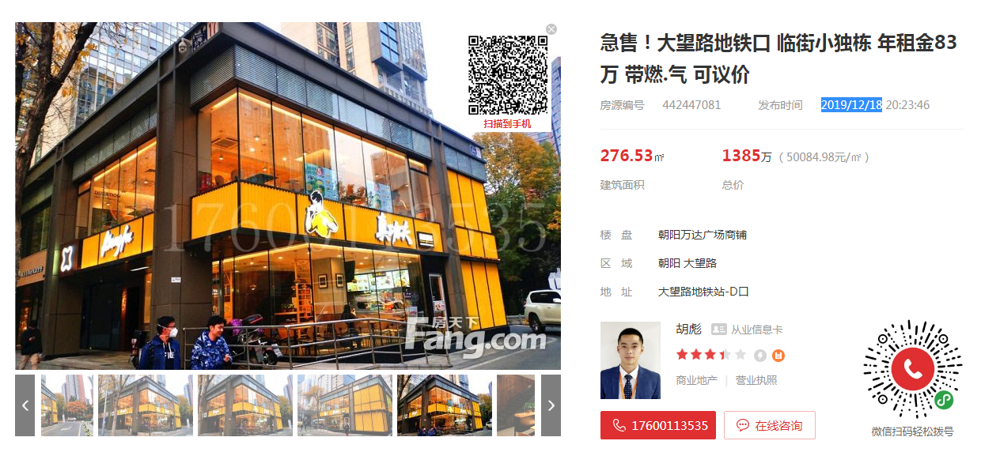 急售！大望路地铁口 临街小独栋 年租金83
万 带燃.气 可议价
房源编号 442447081 发布时间 2019/12/18 20:23:46
扫描到手机
276.53㎡ 1385万 ( 50084.98元/㎡ )
建筑面积 总价
17600113535
真功夫
楼 盘 朝阳万达广场商铺
区 域 朝阳 大望路
地 址 大望路地铁站-D口
房天下
Fang.com
胡彪 从业信息卡
商业地产 | 营业执照
17600113535 在线咨询
微信扫码轻松拨号